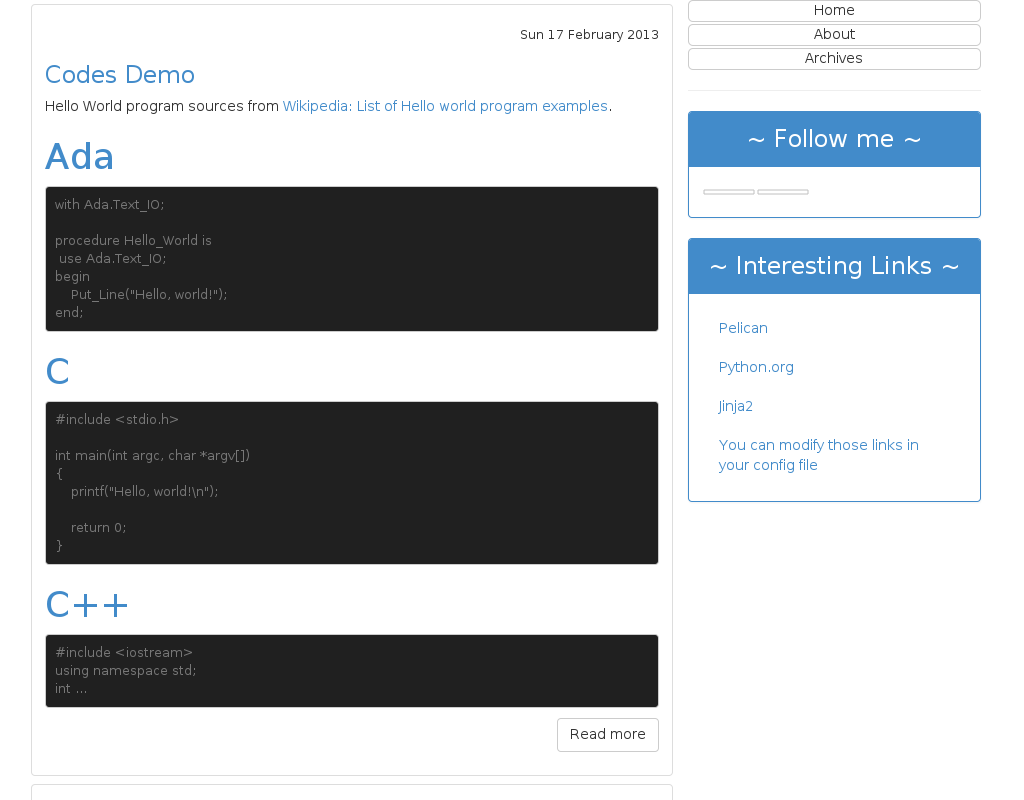 Sun 17 February 2013
Codes Demo
Hello World program sources from Wikipedia: List of Hello world program examples.
Ada
with Ada.Text_IO;
procedure Hello_World is
 use Ada.Text_IO;
begin
    Put_Line("Hello, world!");
end;
C
#include <stdio.h>
int main(int argc, char *argv[])
{
    printf("Hello, world!\n");
    return 0;
}
C++
#include <iostream>
using namespace std;
int ...
Read more
Home
About
Archives
~ Follow me ~
~ Interesting Links ~
Pelican
Python.org
Jinja2
You can modify those links in
your config file